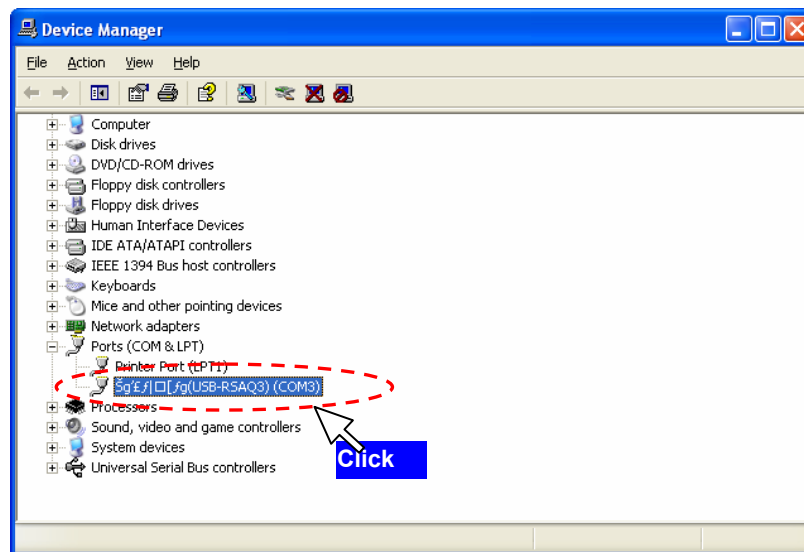 Device Manager
File Action View Help
Computer
Disk drives
DVD/CD-ROM drives
Floppy disk controllers
Floppy disk drives
Human Interface Devices
IDE ATA/ATAPI controllers
IEEE 1394 Bus host controllers
Keyboards
Mice and other pointing devices
Network adapters
Ports (COM & LPT)
Printer Port (LPT1)
Šg'£ƒ|□[ƒg(USB-RSAQ3) (COM3)
Processors
Sound, video and game controllers
System devices
Universal Serial Bus controllers
Click